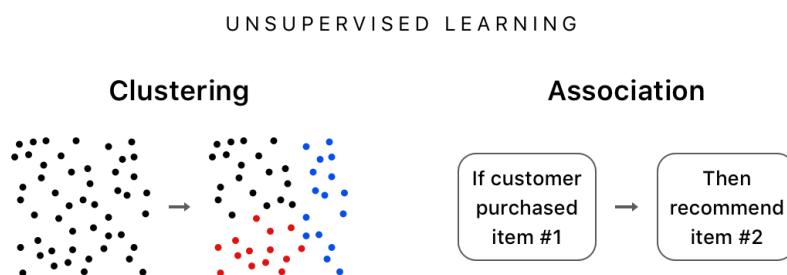 UNSUPERVISED LEARNING
Clustering
Association
If customer
purchased
item #1
Then
recommend
item #2